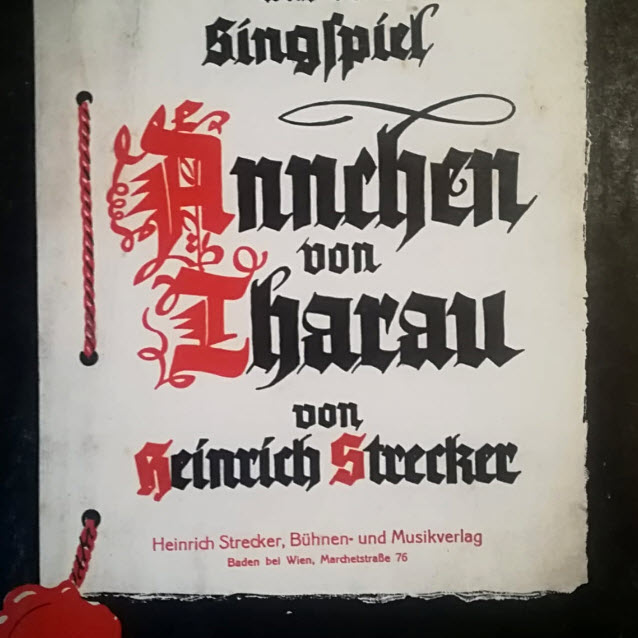 Singspiel
Ännchen
von
Tharau
von
Heinrich Strecker
Heinrich Strecker, Bühnen- und Musikverlag
Baden bei Wien, Marchetstraße 76